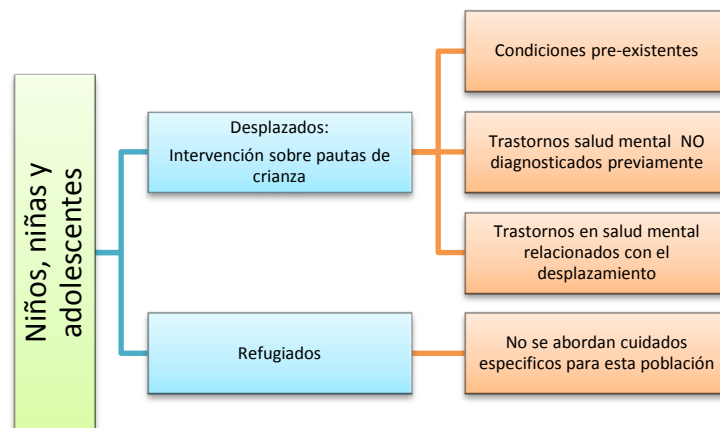 Niños, niñas y
adolescentes
Desplazados:
Intervención sobre pautas de
crianza
Condiciones pre-existentes
Trastornos salud mental  NO
diagnosticados previamente
Trastornos en salud mental
relacionados con el
desplazamiento
Refugiados
No se abordan cuidados
especificos para esta población